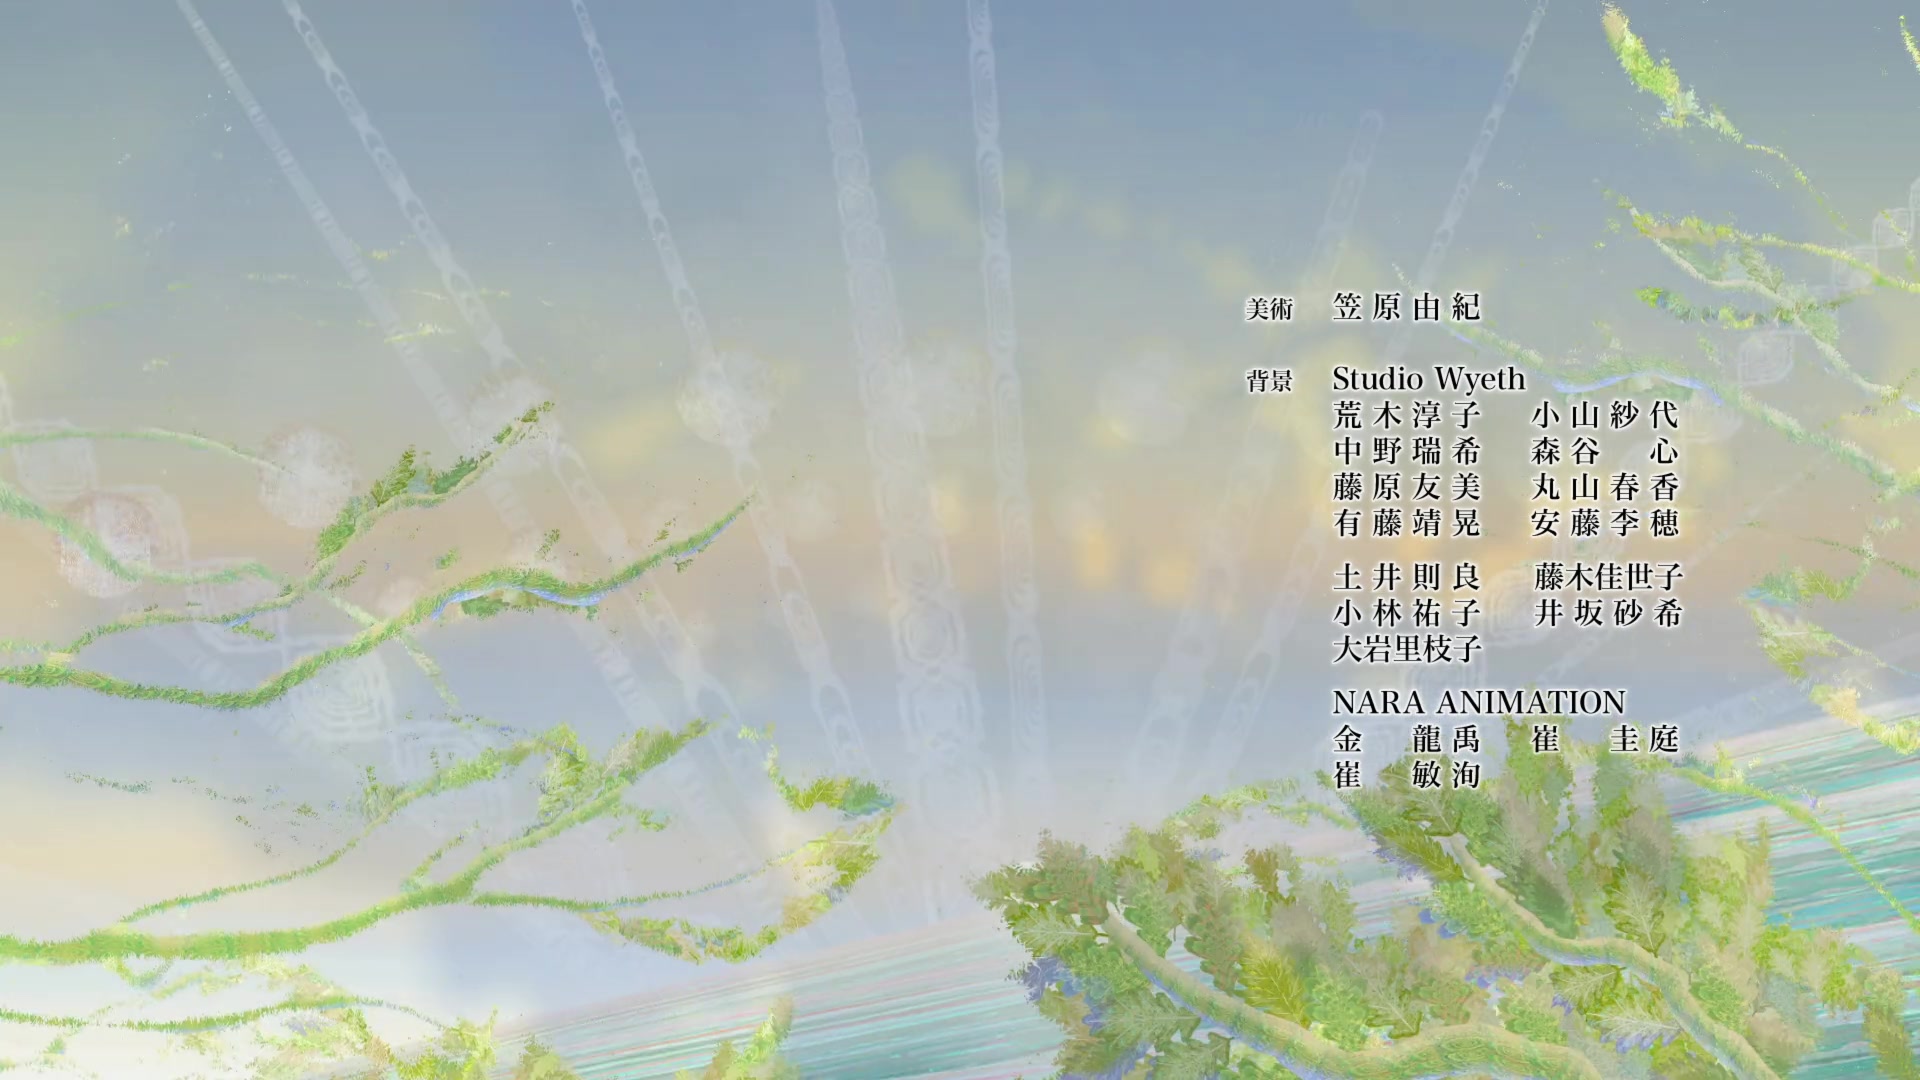 美術 笠原由紀
背景 Studio Wyeth
荒木淳子 小山紗代
中野瑞希 森谷 心
藤原友美 丸山春香
有藤靖晃 安藤李穂
土井則良 藤木佳世子
小林祐子 井坂砂希
大岩里枝子
NARA ANIMATION
金 龍禹 崔 圭庭
崔 敏洵